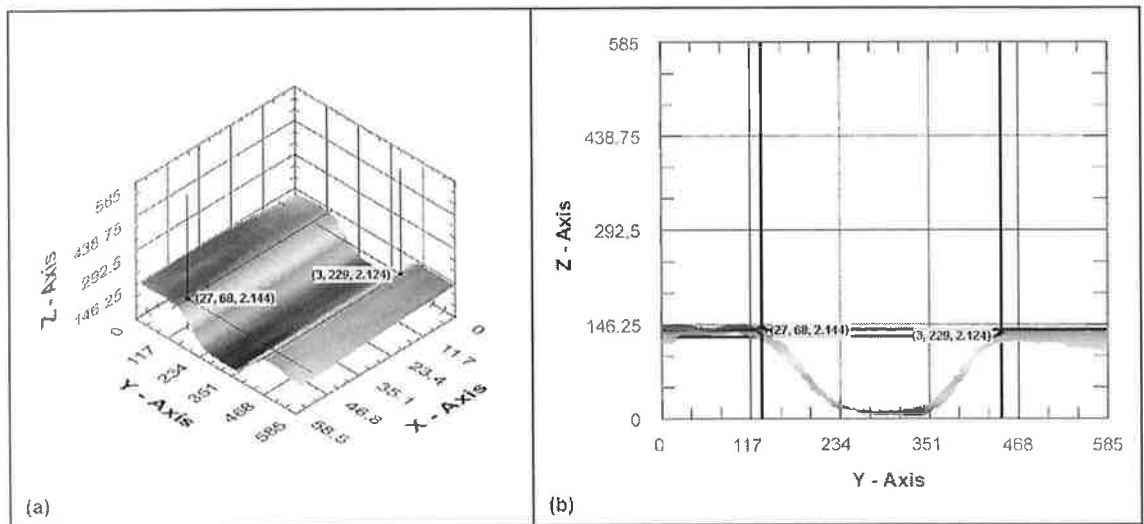 585
438.75
292.5
146.25
Z - Axis
0
117
234
351
468
585
Y - Axis
58.5
46.8
35.1
23.4
11.7
0
X - Axis
(27, 68, 2.144)
(3, 229, 2.124)
(a)
585
438.75
292.5
146.25
0
Z - Axis
(27, 68, 2.144)
(3, 229, 2.124)
0 117 234 351 468 585
Y - Axis
(b)